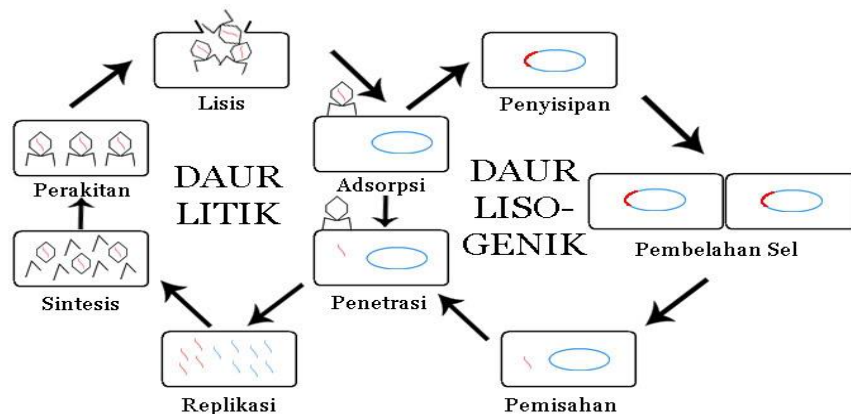 Lisis
Penyisipan
Perakitan
DAUR
LITIK
Adsorpsi
DAUR
LISO-
GENIK
Pembelahan Sel
Sintesis
Penetrasi
Replikasi
Pemisahan